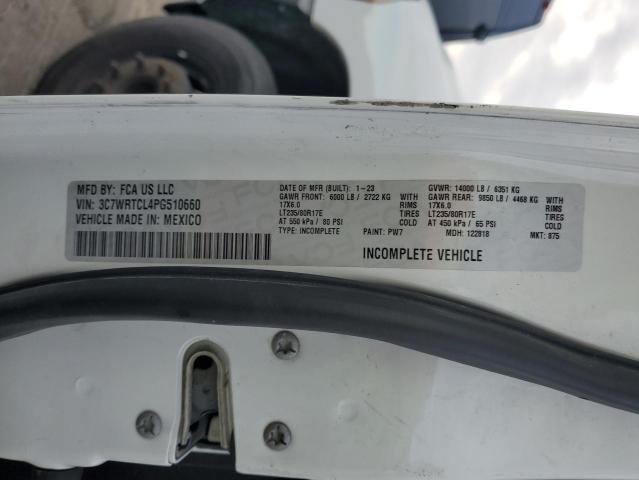 MFD BY: FCA US LLC
VIN: 3C7WRTCL4PG510660
VEHICLE MADE IN: MEXICO
DATE OF MFR (BUILT): 1-23
GAWR FRONT: 6000 LB / 2722 KG
17X6.0 WITH RIMS
LT235/80R17E TIRES
AT 550 kPa / 80 PSI COLD
TYPE: INCOMPLETE
GVWR: 14000 LB / 6351 KG
GAWR REAR: 9850 LB / 4468 KG
17X6.0 WITH RIMS
LT235/80R17E TIRES
AT 450 kPa / 65 PSI COLD
PAINT: PW7 MDH: 122818 MKT: 875
INCOMPLETE VEHICLE